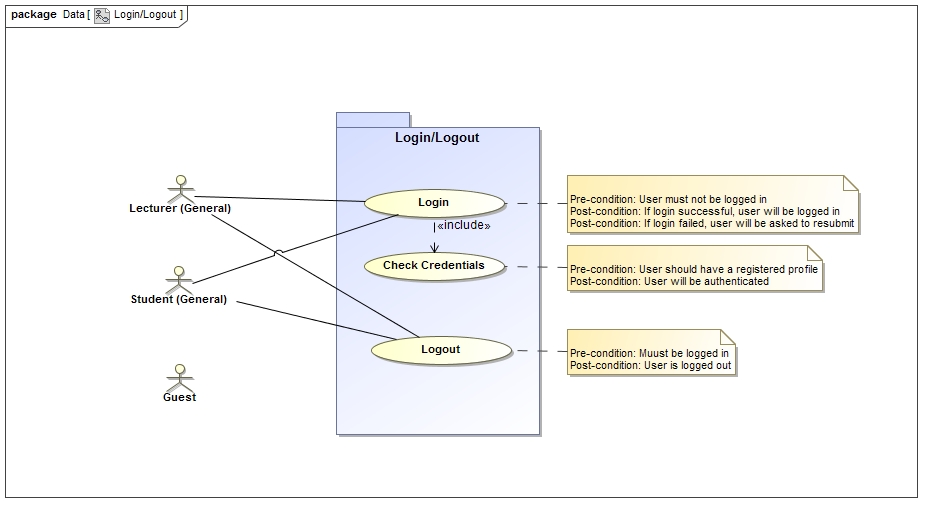 package Data [ Login/Logout ]
Login/Logout
Lecturer (General)
Login
Pre-condition: User must not be logged in
Post-condition: If login successful, user will be logged in
Post-condition: If login failed, user will be asked to resubmit
«include»
Student (General)
Check Credentials
Pre-condition: User should have a registered profile
Post-condition: User will be authenticated
Logout
Pre-condition: Muust be logged in
Post-condition: User is logged out
Guest